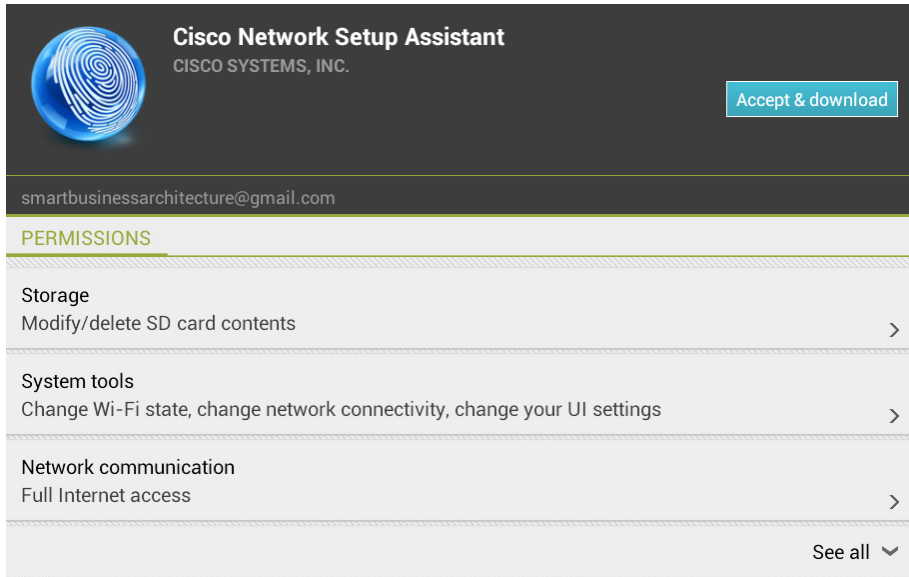 Cisco Network Setup Assistant
CISCO SYSTEMS, INC.
Accept & download
smartbusinessarchitecture@gmail.com
PERMISSIONS
Storage
Modify/delete SD card contents
System tools
Change Wi-Fi state, change network connectivity, change your UI settings
Network communication
Full Internet access
See all